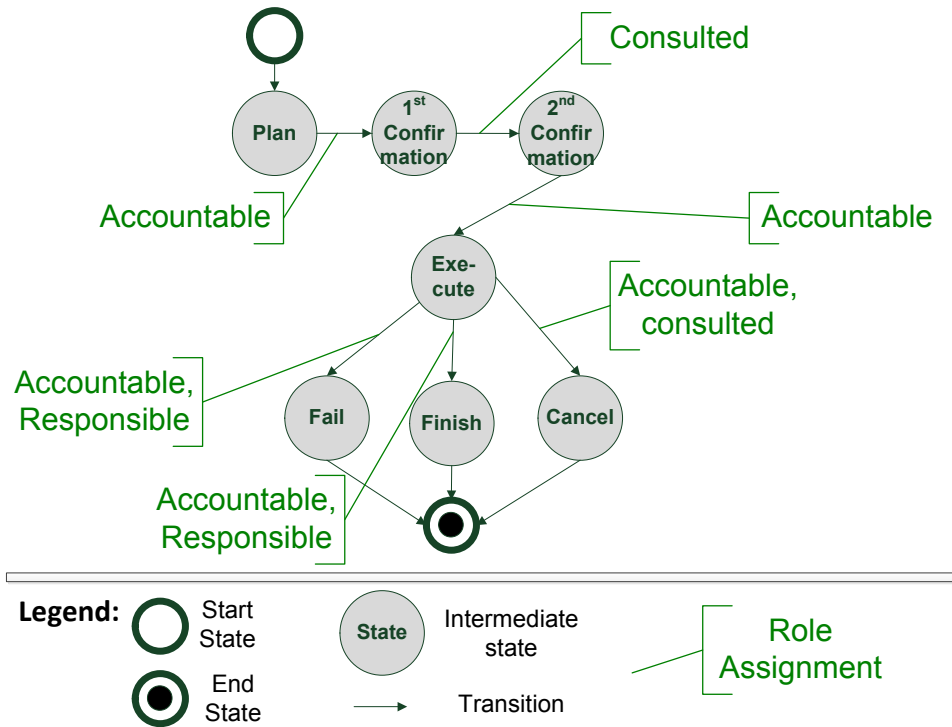 Consulted
Plan
1st
Confir
mation
2nd
Confir
mation
Accountable
Accountable
Exe-
cute
Accountable,
consulted
Accountable,
Responsible
Fail
Finish
Cancel
Accountable,
Responsible
Legend:
Start
State
State
Intermediate
state
Role
Assignment
End
State
Transition